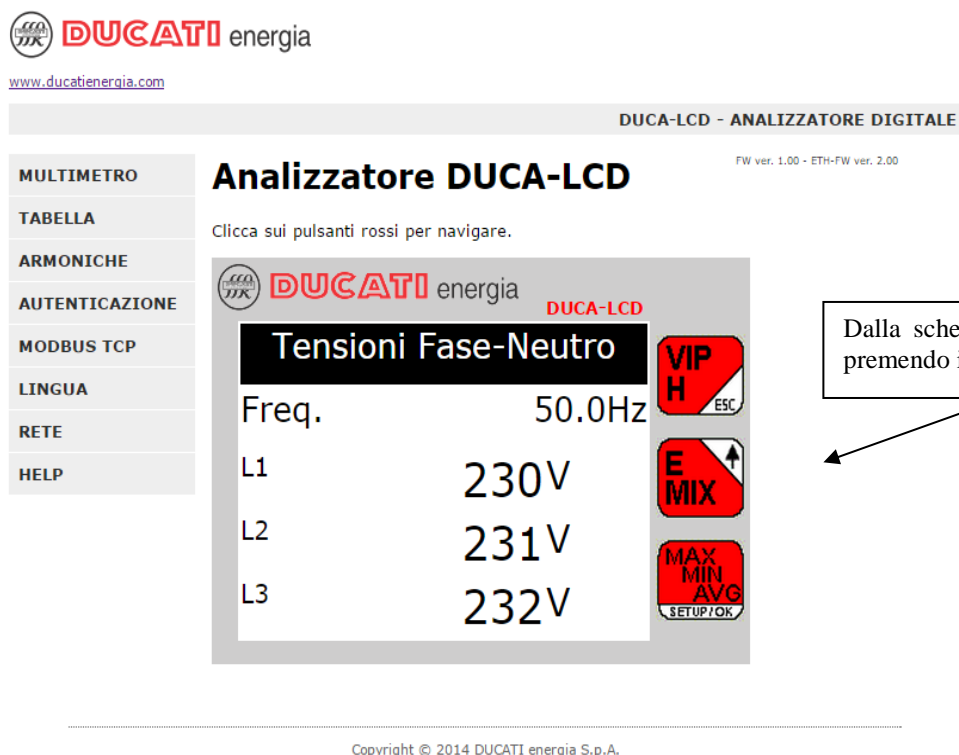 DUCATI energia
www.ducatienergia.com
DUCA-LCD - ANALIZZATORE DIGITALE
MULTIMETRO
TABELLA
ARMONICHE
AUTENTICAZIONE
MODBUS TCP
LINGUA
RETE
HELP
Analizzatore DUCA-LCD
FW ver. 1.00 - ETH-FW ver. 2.00
Clicca sui pulsanti rossi per navigare.
DUCATI energia
DUCA-LCD
Tensioni Fase-Neutro
Freq. 50.0Hz
L1 230V
L2 231V
L3 232V
VIP
H
ESC
E
MIX
MAX
MIN
AVG
SETUP/OK
Dalla sche
premendo i
Copyright © 2014 DUCATI energia S.p.A.